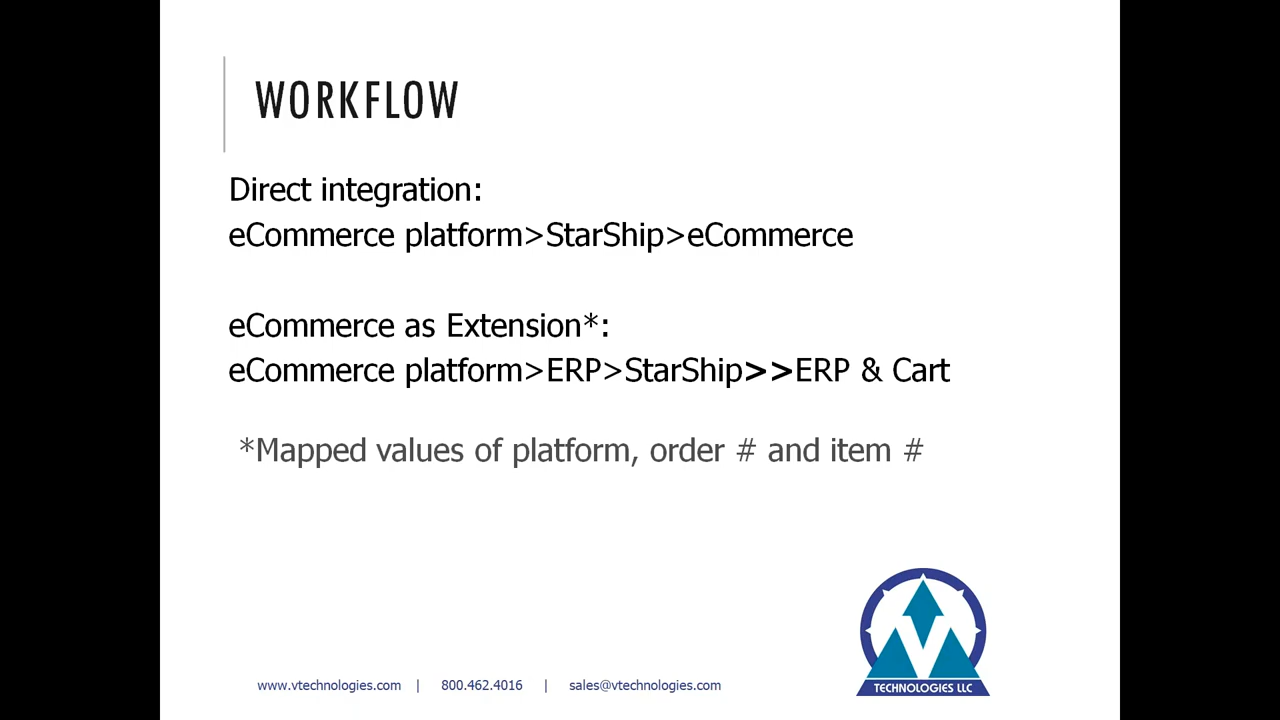 WORKFLOW
Direct integration:
eCommerce platform>StarShip>eCommerce
eCommerce as Extension*:
eCommerce platform>ERP>StarShip>>ERP & Cart
*Mapped values of platform, order # and item #
www.vtechnologies.com | 800.462.4016 | sales@vtechnologies.com
V
TECHNOLOGIES LLC